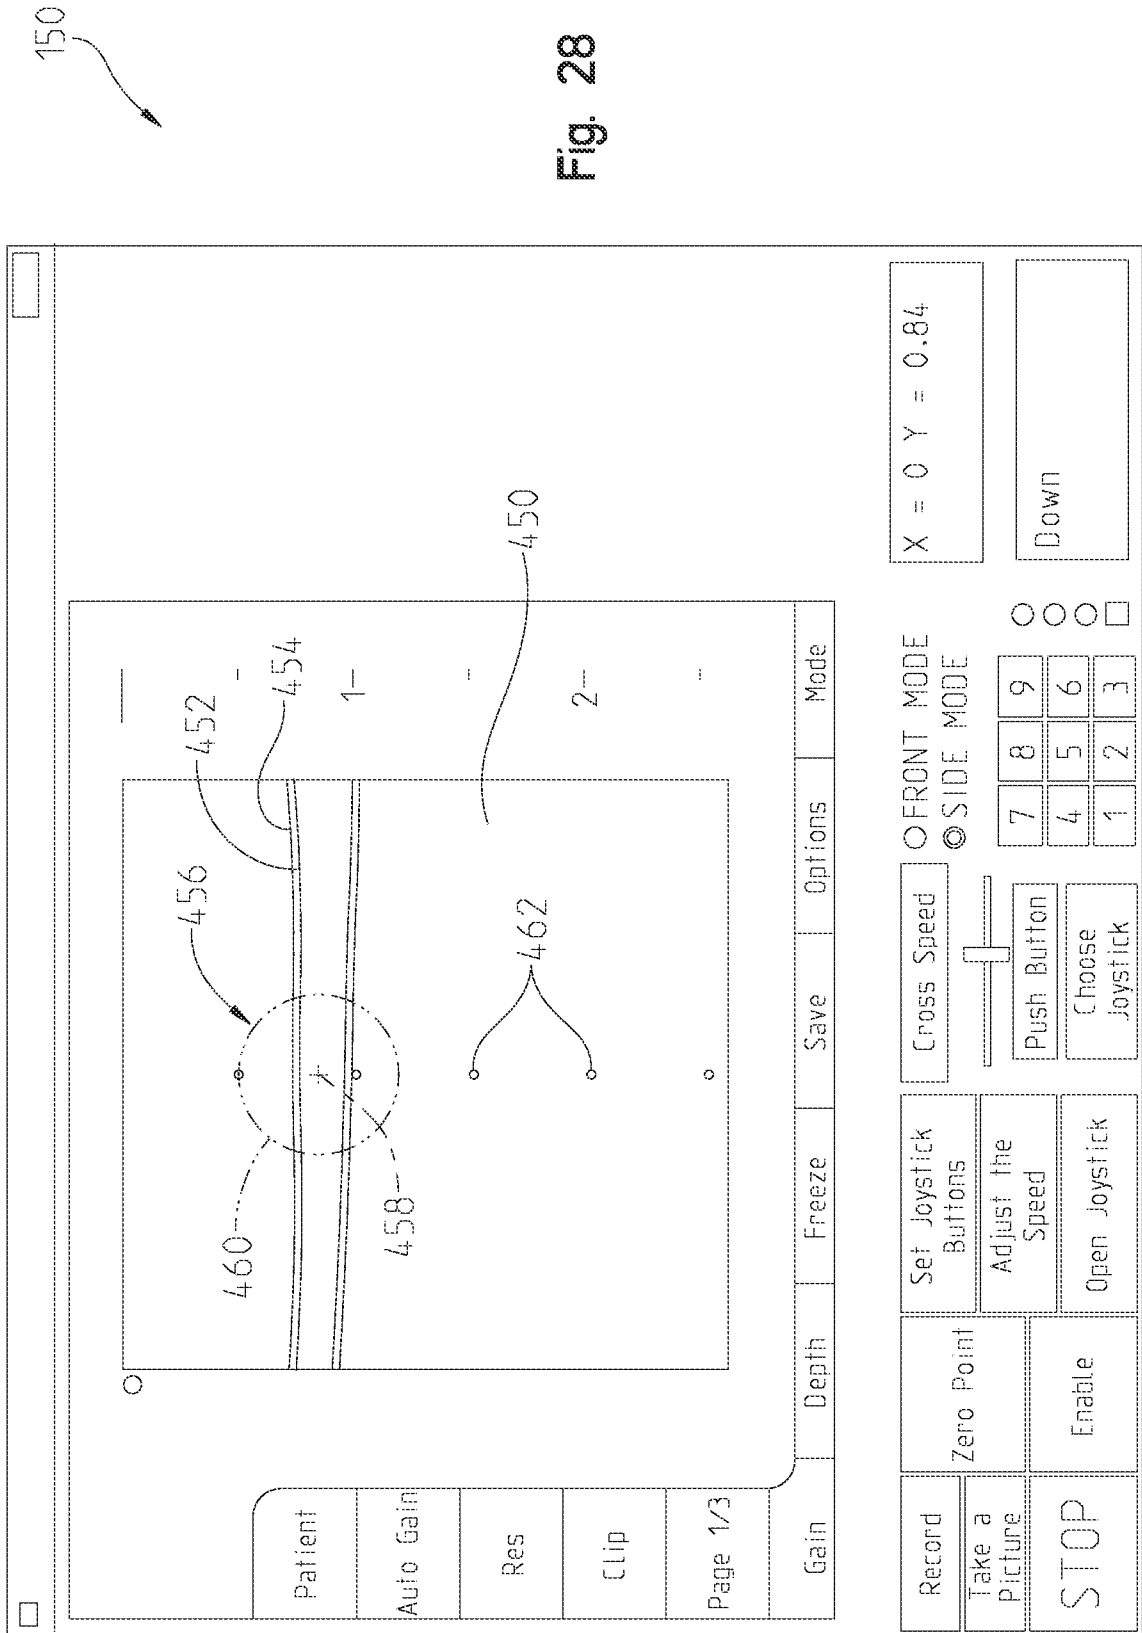 150
Fig. 28
452
454
456
1
450
2
460
458
462
Patient
Auto Gain
Res
Clip
Page 1/3
Gain
Depth
Freeze
Save
Options
Mode
Record
Take a
Picture
STOP
Zero Point
Enable
Set Joystick
Buttons
Adjust the
Speed
Open Joystick
Cross Speed
Push Button
Choose
Joystick
FRONT MODE
SIDE MODE
7 8 9
4 5 6
1 2 3
X = 0 Y = 0.84
Down